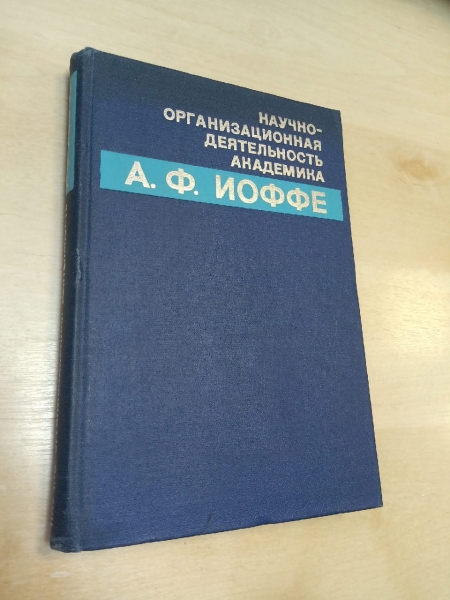 НАУЧНО-
ОРГАНИЗАЦИОННАЯ
ДЕЯТЕЛЬНОСТЬ
АКАДЕМИКА
А. Ф. ИОФФЕ